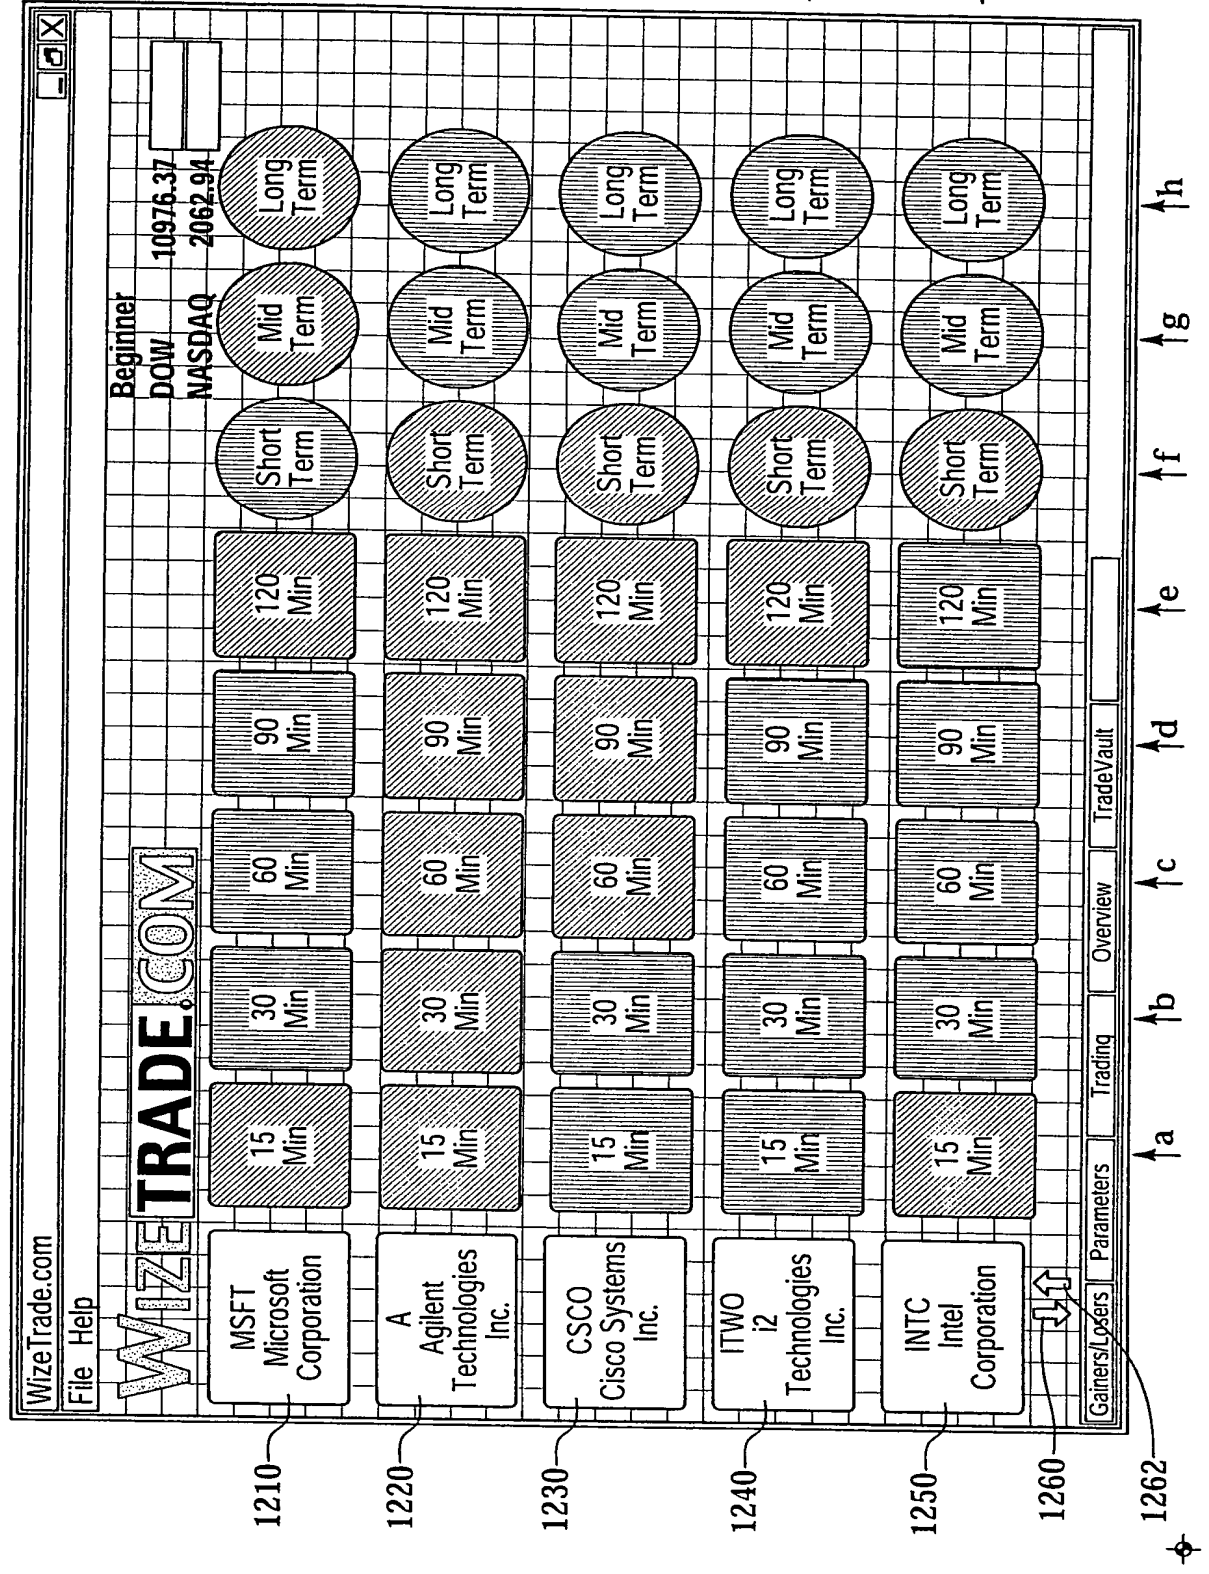 WizeTrade.com
File Help
WIZETRADE.COM
Beginner
DOW 10976.37
NASDAQ 2062.94
1210
MSFT
Microsoft
Corporation
15
Min
30
Min
60
Min
90
Min
120
Min
Short
Term
Mid
Term
Long
Term
1220
A
Agilent
Technologies
Inc.
15
Min
30
Min
60
Min
90
Min
120
Min
Short
Term
Mid
Term
Long
Term
1230
CSCO
Cisco Systems
Inc.
15
Min
30
Min
60
Min
90
Min
120
Min
Short
Term
Mid
Term
Long
Term
1240
ITWO
i2
Technologies
Inc.
15
Min
30
Min
60
Min
90
Min
120
Min
Short
Term
Mid
Term
Long
Term
1250
INTC
Intel
Corporation
15
Min
30
Min
60
Min
90
Min
120
Min
Short
Term
Mid
Term
Long
Term
1260
Gainers/Losers Parameters Trading Overview TradeVault
1262
a b c d e f g h